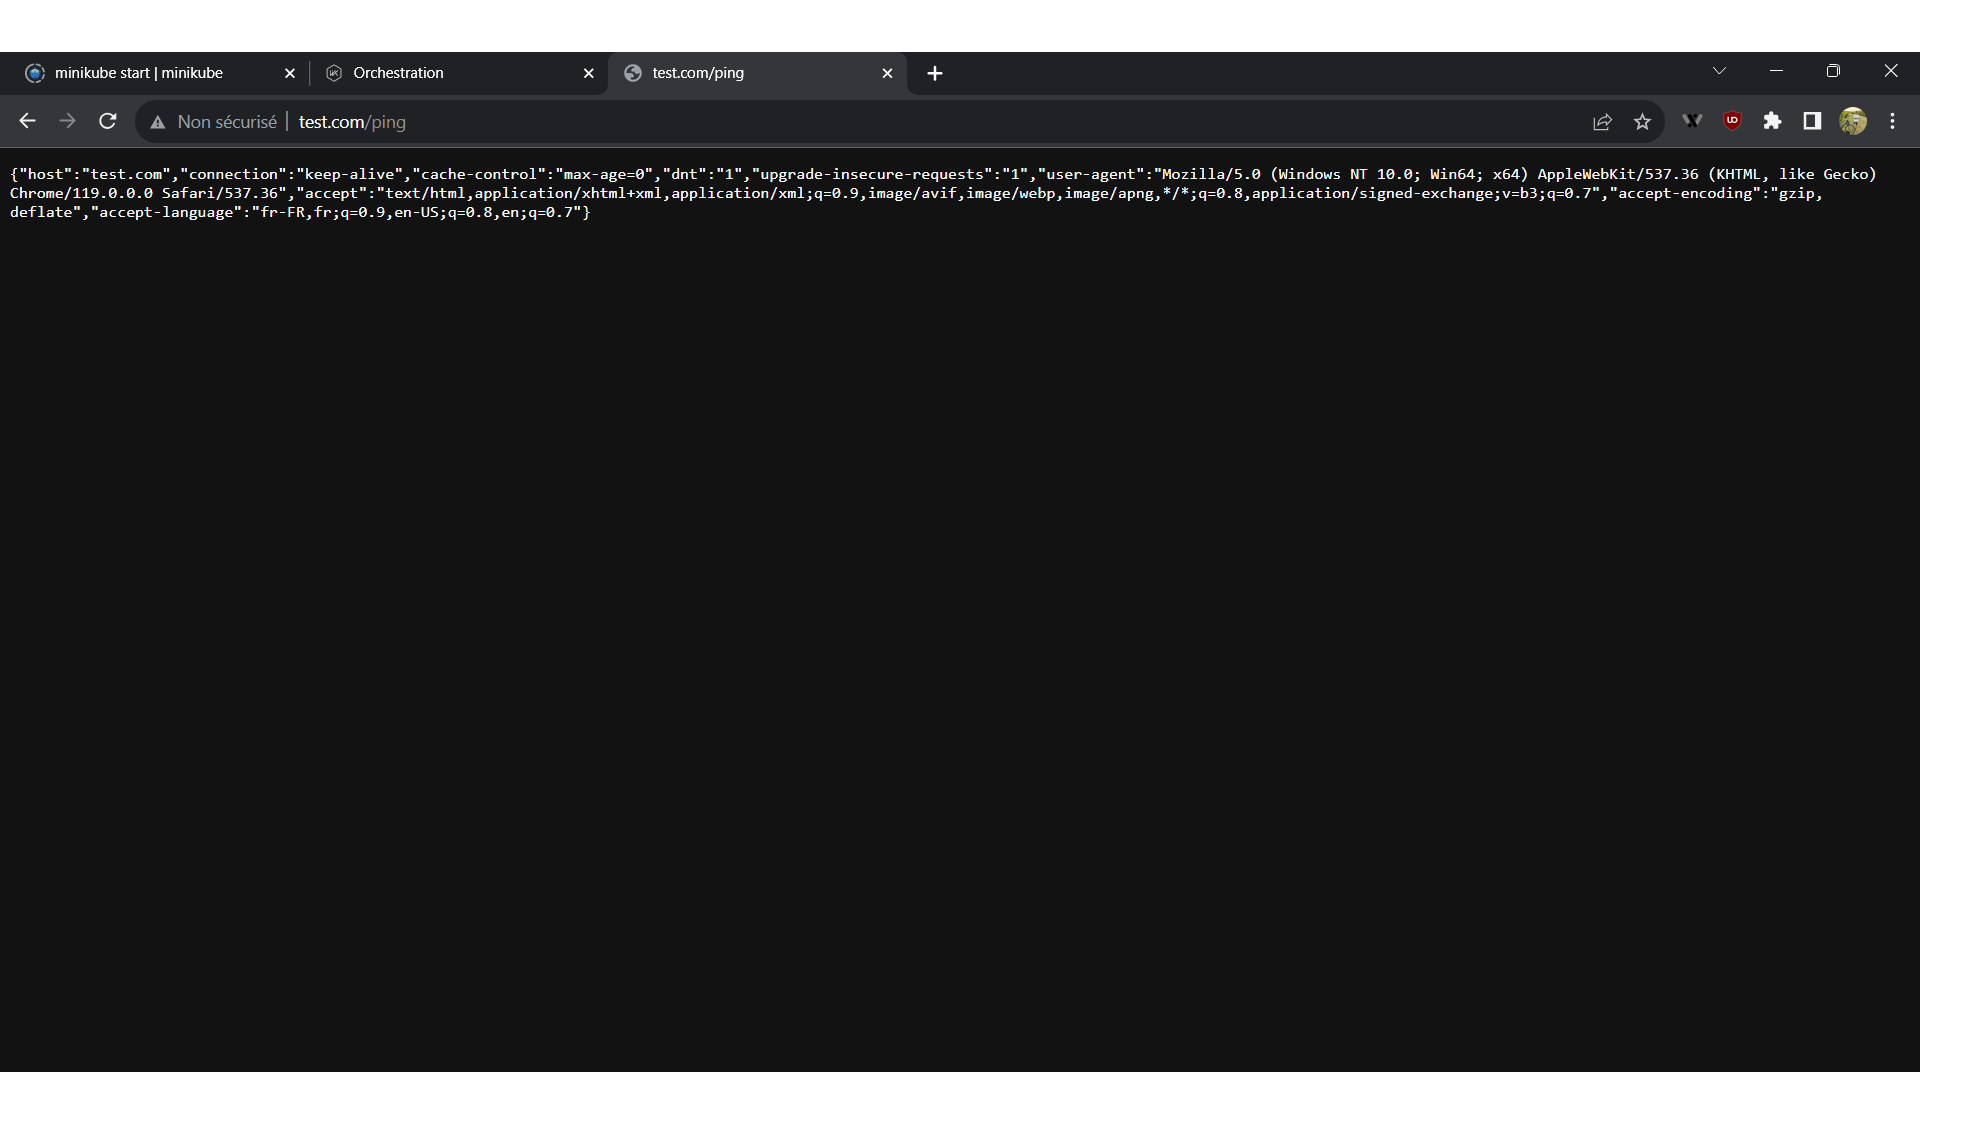 minikube start | minikube
Orchestration
test.com/ping
Non sécurisé | test.com/ping
{"host":"test.com","connection":"keep-alive","cache-control":"max-age=0","dnt":"1","upgrade-insecure-requests":"1","user-agent":"Mozilla/5.0 (Windows NT 10.0; Win64; x64) AppleWebKit/537.36 (KHTML, like Gecko)
Chrome/119.0.0.0 Safari/537.36","accept":"text/html,application/xhtml+xml,application/xml;q=0.9,image/avif,image/webp,image/apng,*/*;q=0.8,application/signed-exchange;v=b3;q=0.7","accept-encoding":"gzip,
deflate","accept-language":"fr-FR,fr;q=0.9,en-US;q=0.8,en;q=0.7"}